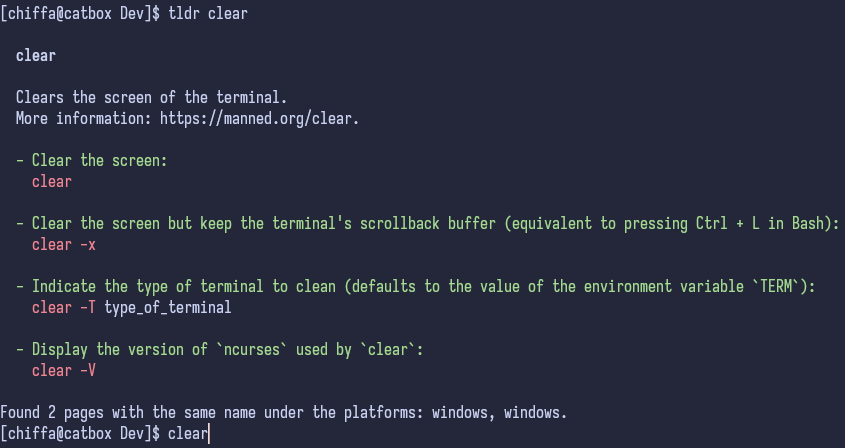 [chiffa@catbox Dev]$ tldr clear
clear
Clears the screen of the terminal.
More information: https://manned.org/clear.
- Clear the screen:
clear
- Clear the screen but keep the terminal's scrollback buffer (equivalent to pressing Ctrl + L in Bash):
clear -x
- Indicate the type of terminal to clean (defaults to the value of the environment variable `TERM`):
clear -T type_of_terminal
- Display the version of `ncurses` used by `clear`:
clear -V
Found 2 pages with the same name under the platforms: windows, windows.
[chiffa@catbox Dev]$ clear